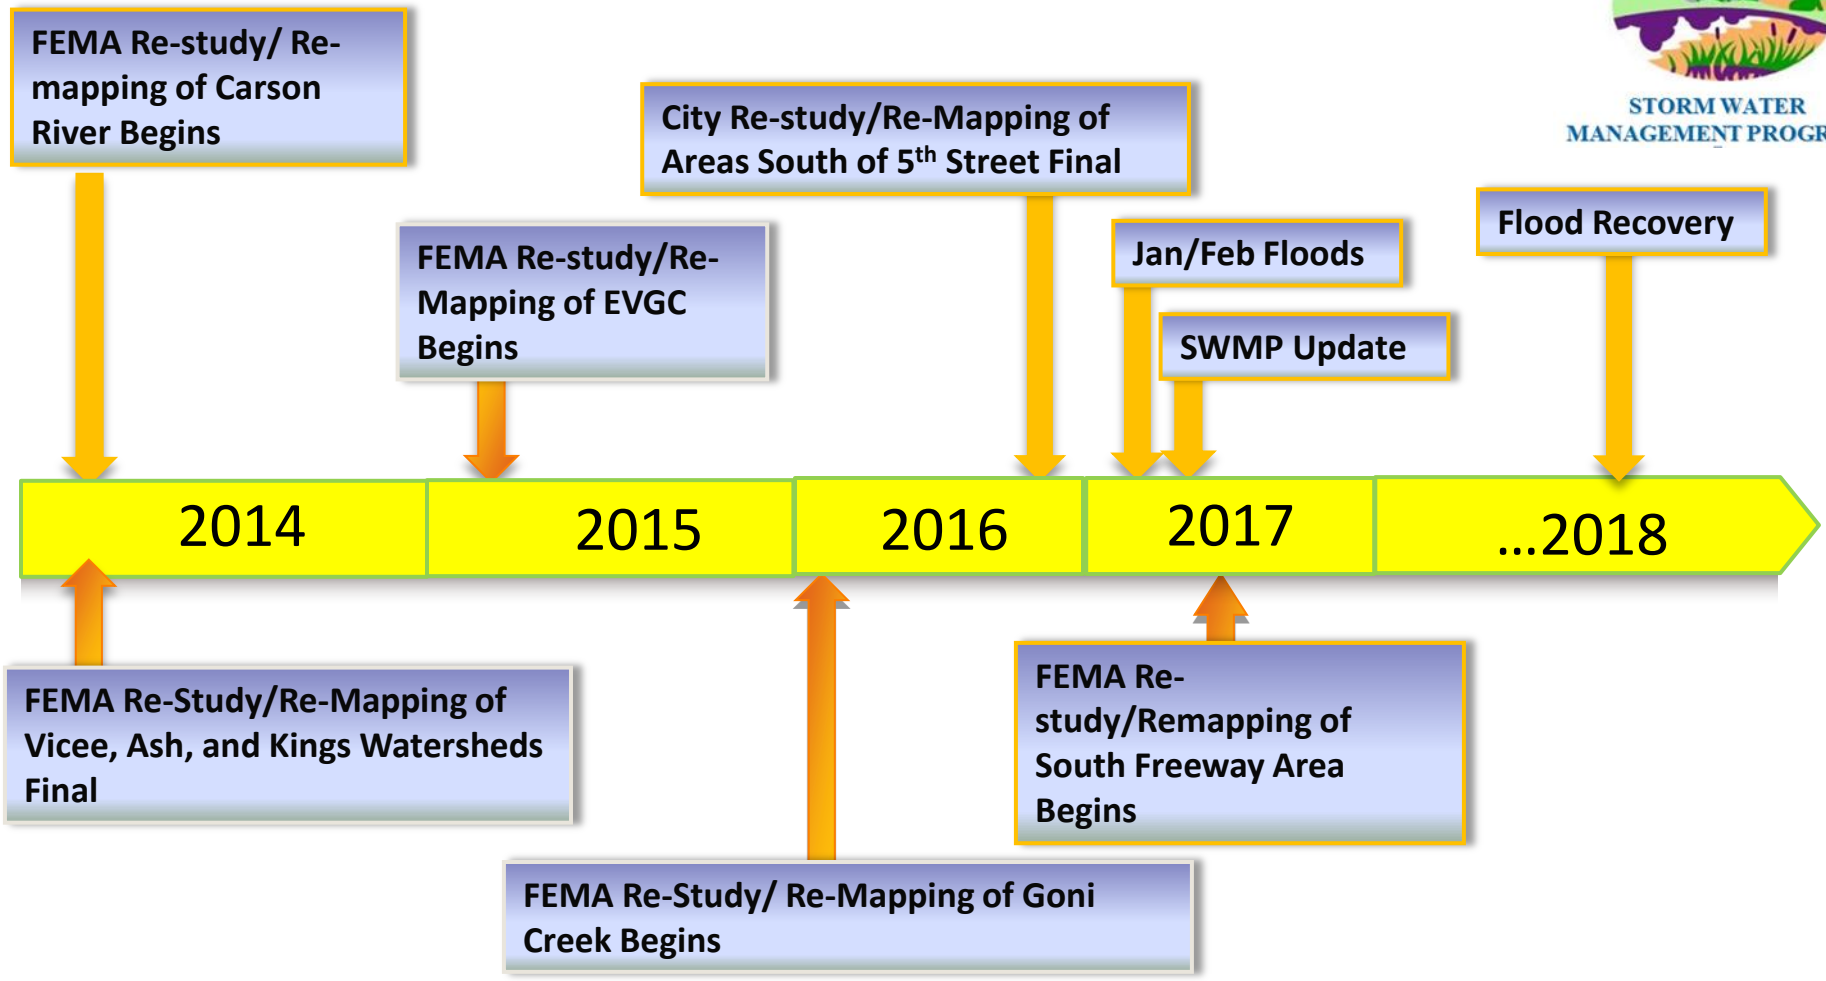 FEMA Re-study/ Re-
mapping of Carson
River Begins
STORM WATER
MANAGEMENT
City Re-study/Re-Mapping of
Areas South of 5th Street Final
Flood Recovery
FEMA Re-study/Re-
Mapping of EVGC
Begins
Jan/Feb Floods
SWMP Update
2014
2015
2016
2017
...2018
FEMA Re-Study/Re-Mapping of
Vicee, Ash, and Kings Watersheds
Final
FEMA Re-
study/Remapping of
South Freeway Area
Begins
FEMA Re-Study/ Re-Mapping of Goni
Creek Begins